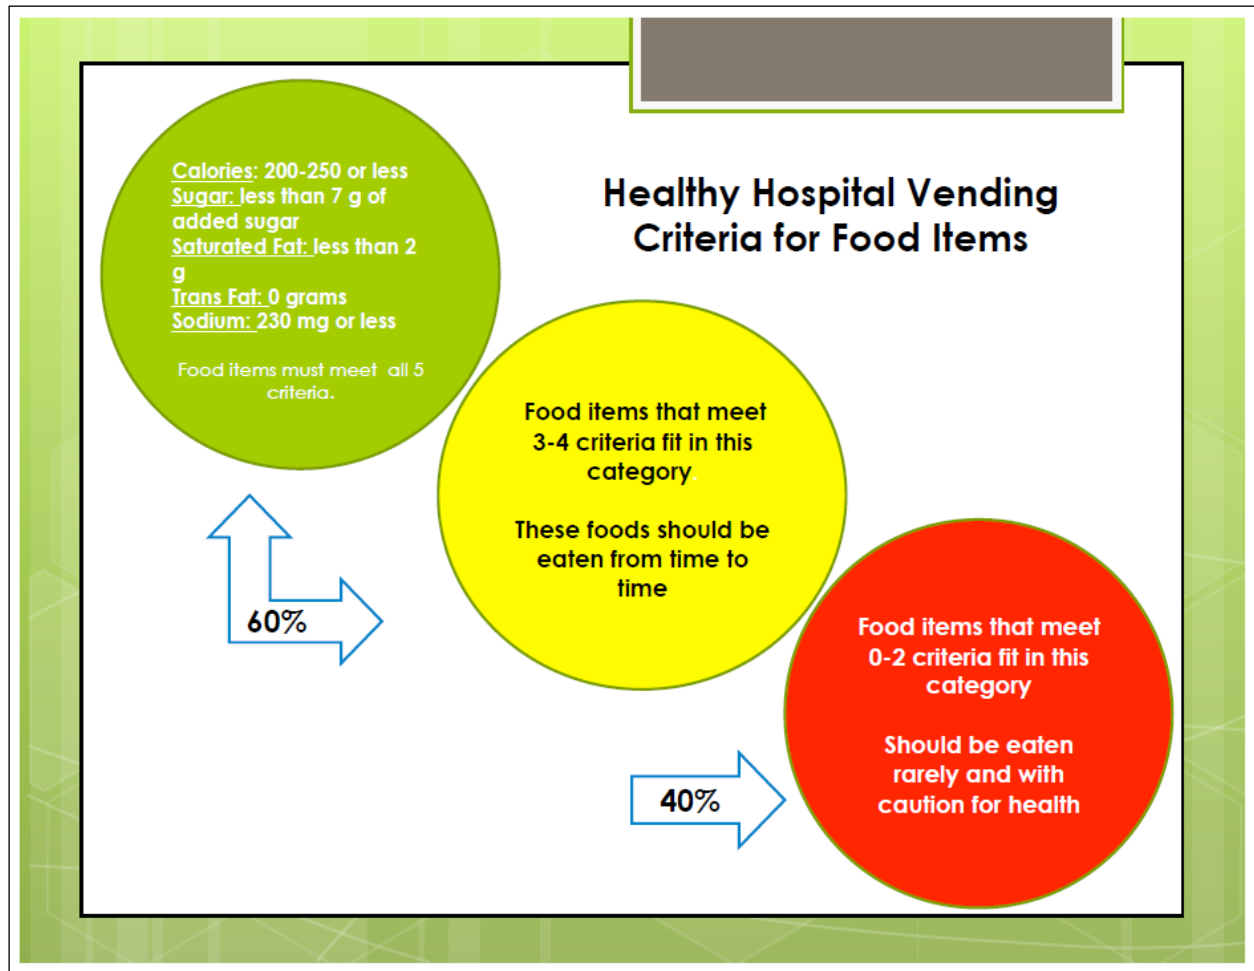 Calories: 200-250 or less
Sugar: less than 7 g of
added sugar
Saturated Fat: less than 2
g
Trans Fat: 0 grams
Sodium: 230 mg or less
Food items must meet all 5
criteria.
Healthy Hospital Vending
Criteria for Food Items
Food items that meet
3-4 criteria fit in this
category.
These foods should be
eaten from time to
time
60%
Food items that meet
0-2 criteria fit in this
category
Should be eaten
rarely and with
caution for health
40%